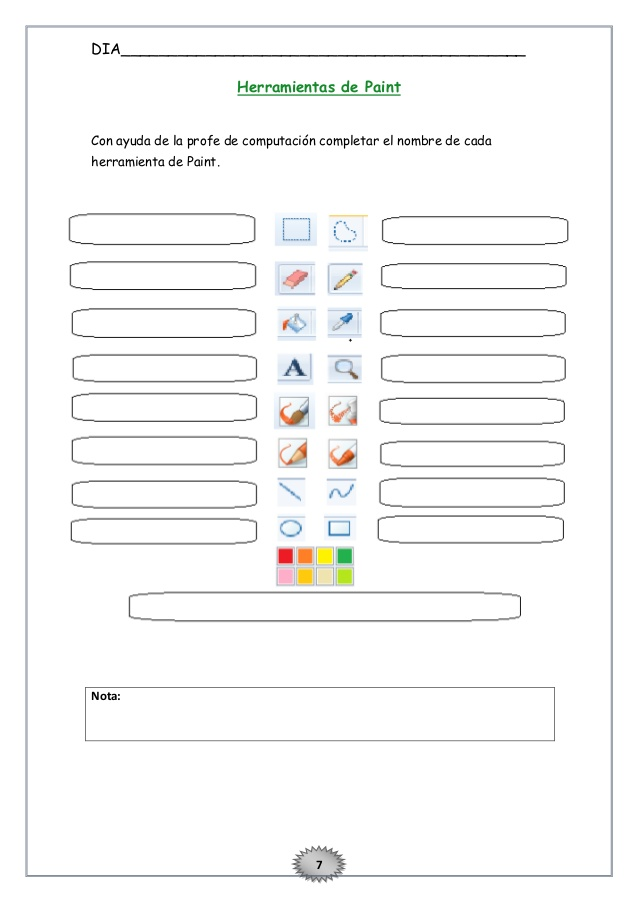 DIA___________________________________________
Herramientas de Paint
Con ayuda de la profe de computación completar el nombre de cada
herramienta de Paint.
A
Nota:
7